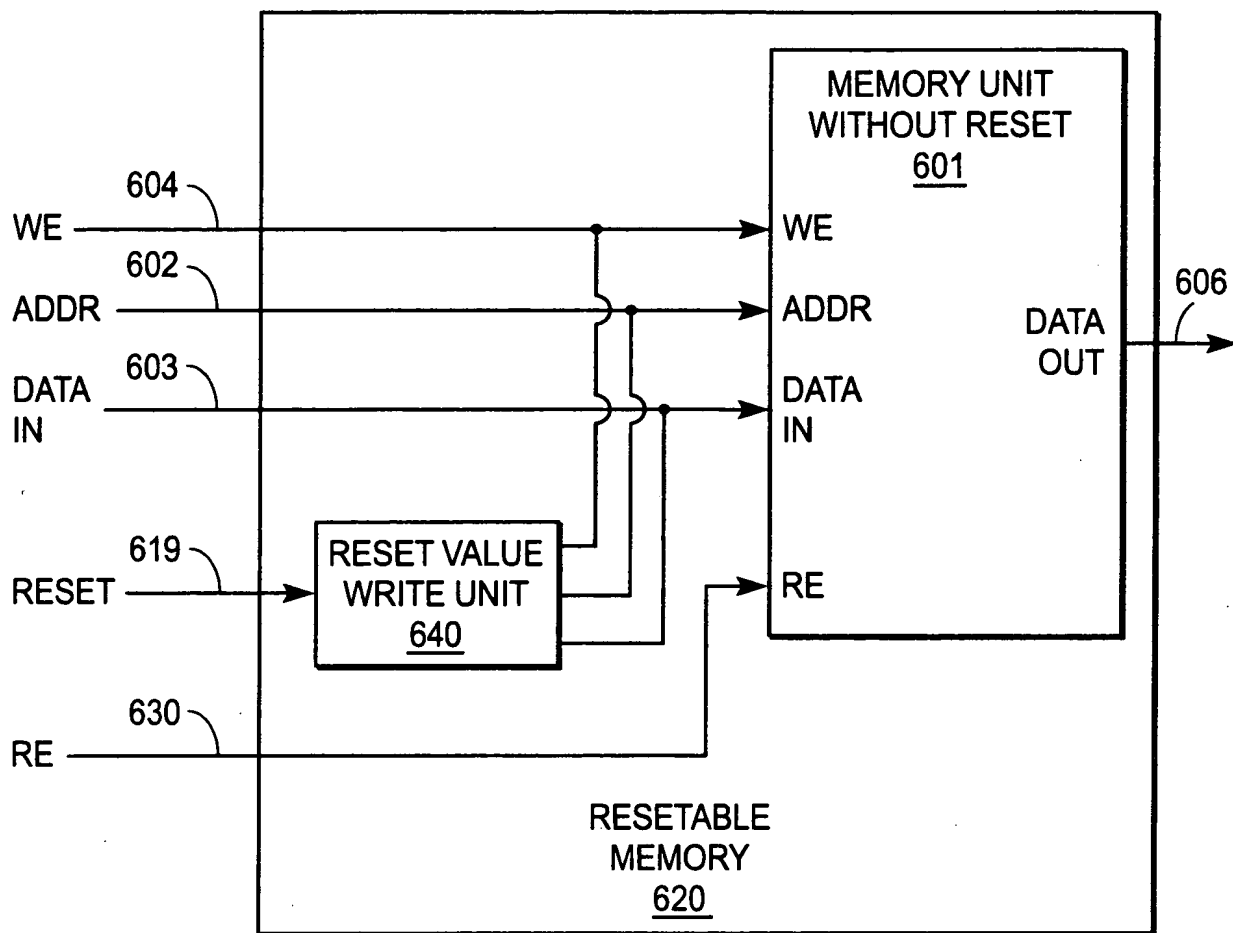 MEMORY UNIT
WITHOUT RESET
601
604
WE
WE
602
606
ADDR
ADDR
DATA
OUT
603
DATA
IN
DATA
IN
619
RESET
RESET VALUE
WRITE UNIT
640
RE
630
RE
RESETABLE
MEMORY
620